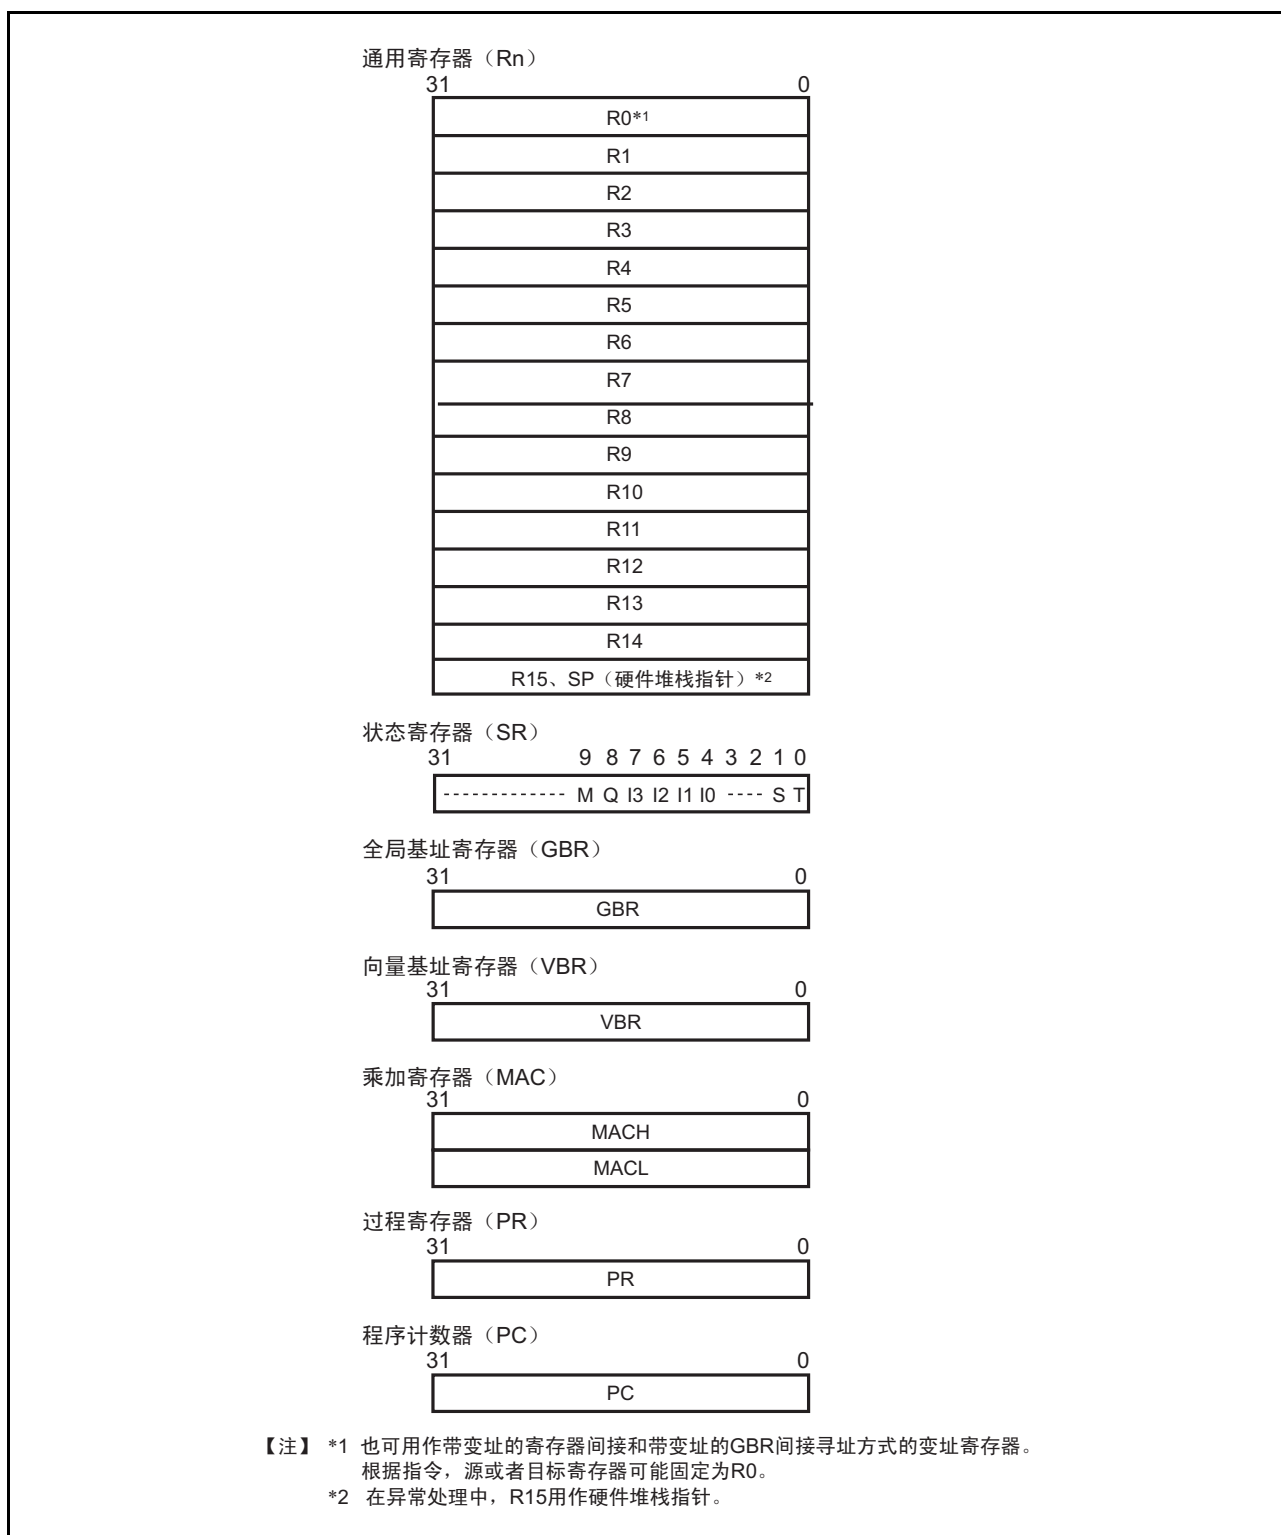 通用寄存器（Rn）
31 0
R0*1
R1
R2
R3
R4
R5
R6
R7
R8
R9
R10
R11
R12
R13
R14
R15、SP（硬件堆栈指针）*2
状态寄存器（SR）
31 9 8 7 6 5 4 3 2 1 0
------------- M Q I3 I2 I1 I0 ---- S T
全局基址寄存器（GBR）
31 0
GBR
向量基址寄存器（VBR）
31 0
VBR
乘加寄存器（MAC）
31 0
MACH
MACL
过程寄存器（PR）
31 0
PR
程序计数器（PC）
31 0
PC
【注】 *1 也可用作带变址的寄存器间接和带变址的GBR间接寻址方式的变址寄存器。
根据指令，源或者目标寄存器可能固定为R0。
*2 在异常处理中，R15用作硬件堆栈指针。